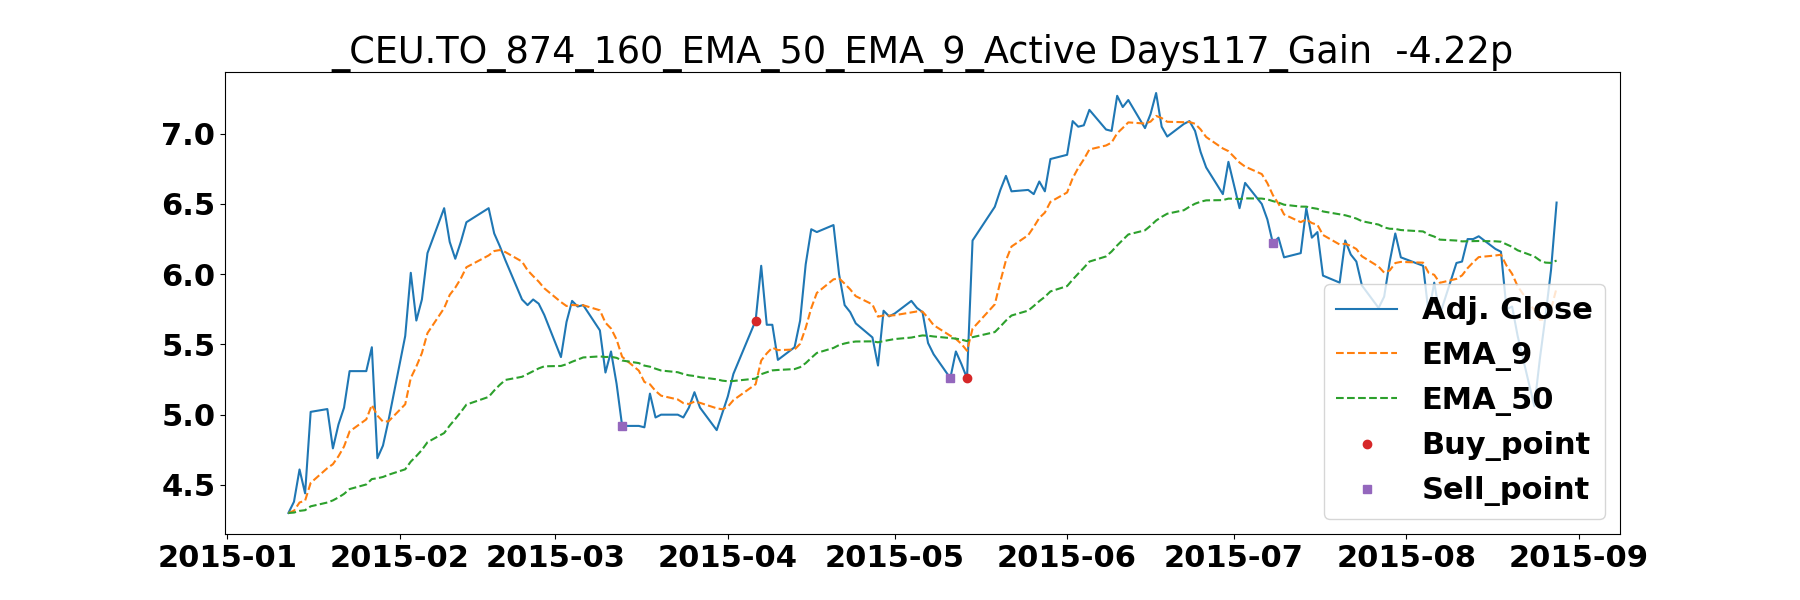 _CEU.TO_874_160_EMA_50_EMA_9_Active Days117_Gain  -4.22p
7.0
6.5
6.0
5.5
5.0
4.5
Adj. Close
EMA_9
EMA_50
Buy_point
Sell_point
2015-01 2015-02 2015-03 2015-04 2015-05 2015-06 2015-07 2015-08 2015-09